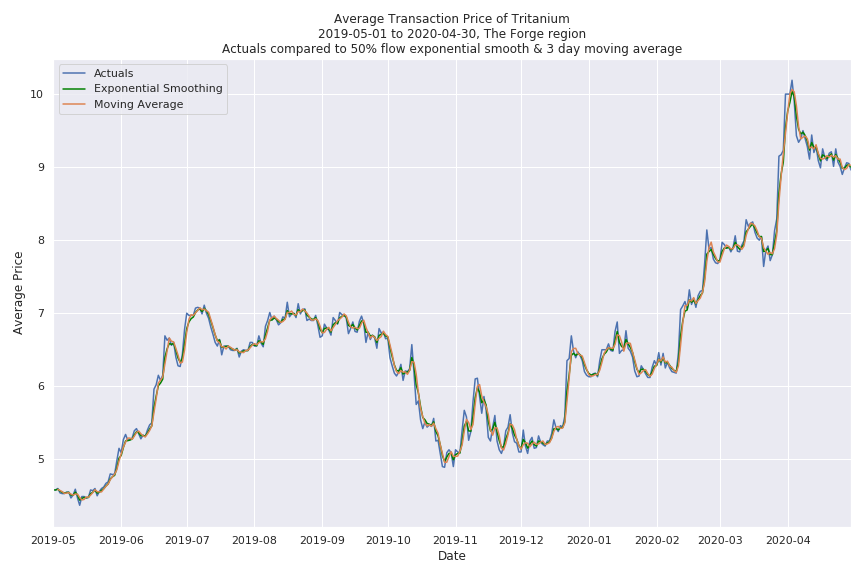 Average Transaction Price of Tritanium
2019-05-01 to 2020-04-30, The Forge region
Actuals compared to 50% flow exponential smooth & 3 day moving average
Actuals
Exponential Smoothing
Moving Average
10
9
8
7
6
5
Average Price
2019-05 2019-06 2019-07 2019-08 2019-09 2019-10 2019-11 2019-12 2020-01 2020-02 2020-03 2020-04
Date